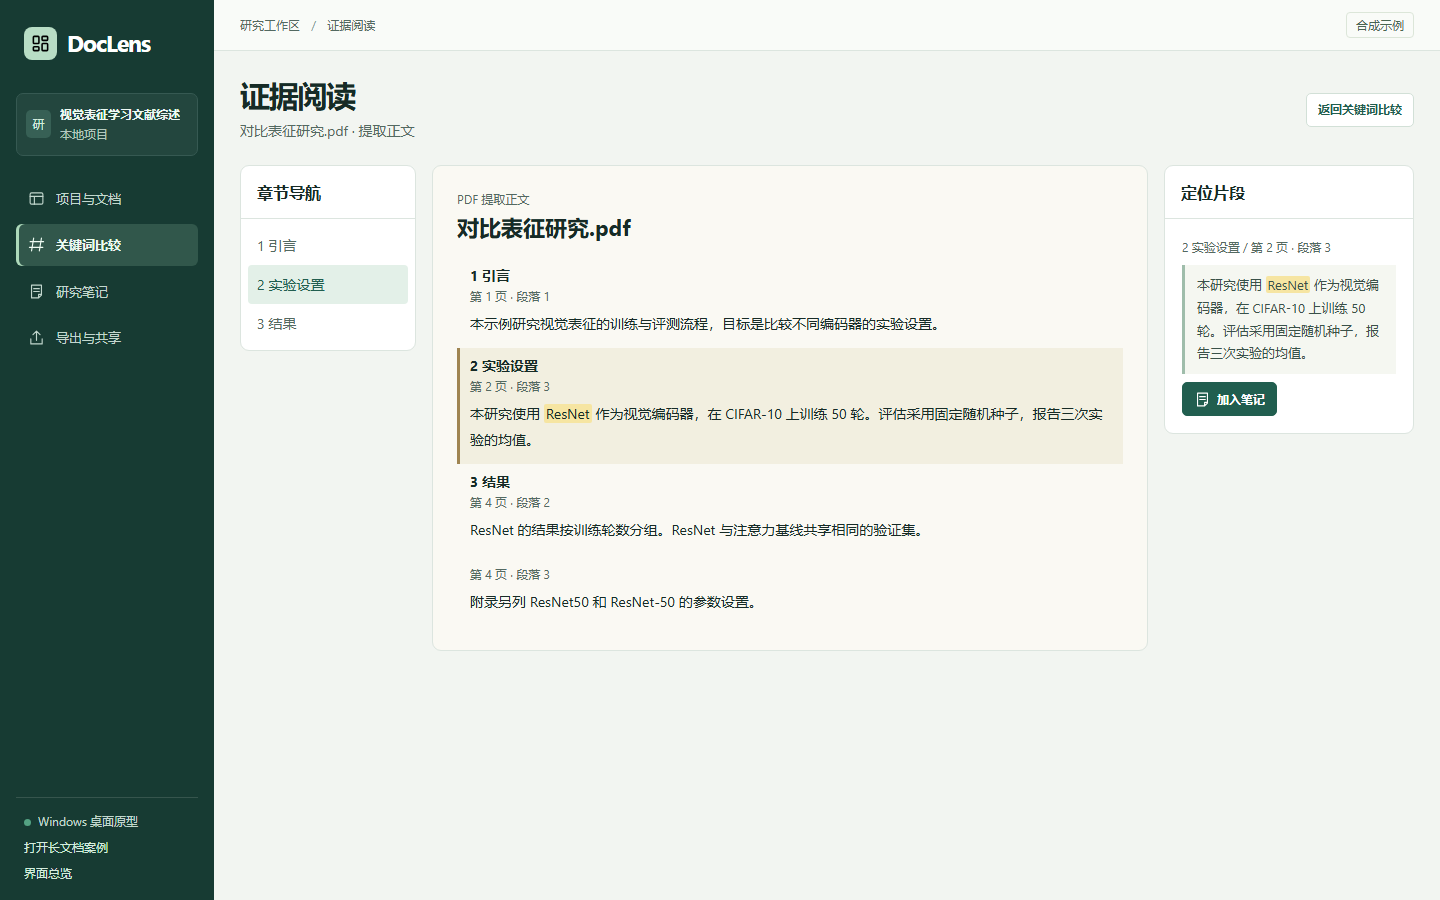 DocLens
研
视觉表征学习文献综述
本地项目
项目与文档
关键词比较
研究笔记
导出与共享
Windows 桌面原型
打开长文档案例
界面总览
研究工作区 / 证据阅读
合成示例
证据阅读
对比表征研究.pdf · 提取正文
返回关键词比较
章节导航
1 引言
2 实验设置
3 结果
PDF 提取正文
对比表征研究.pdf
1 引言
第 1 页 · 段落 1
本示例研究视觉表征的训练与评测流程，目标是比较不同编码器的实验设置。
2 实验设置
第 2 页 · 段落 3
本研究使用 ResNet 作为视觉编码器，在 CIFAR-10 上训练 50 轮。评估采用固定随机种子，报告三次实
验的均值。
3 结果
第 4 页 · 段落 2
ResNet 的结果按训练轮数分组。ResNet 与注意力基线共享相同的验证集。
第 4 页 · 段落 3
附录另列 ResNet50 和 ResNet-50 的参数设置。
定位片段
2 实验设置 / 第 2 页 · 段落 3
本研究使用 ResNet 作为视觉编
码器，在 CIFAR-10 上训练 50
轮。评估采用固定随机种子，报
告三次实验的均值。
加入笔记